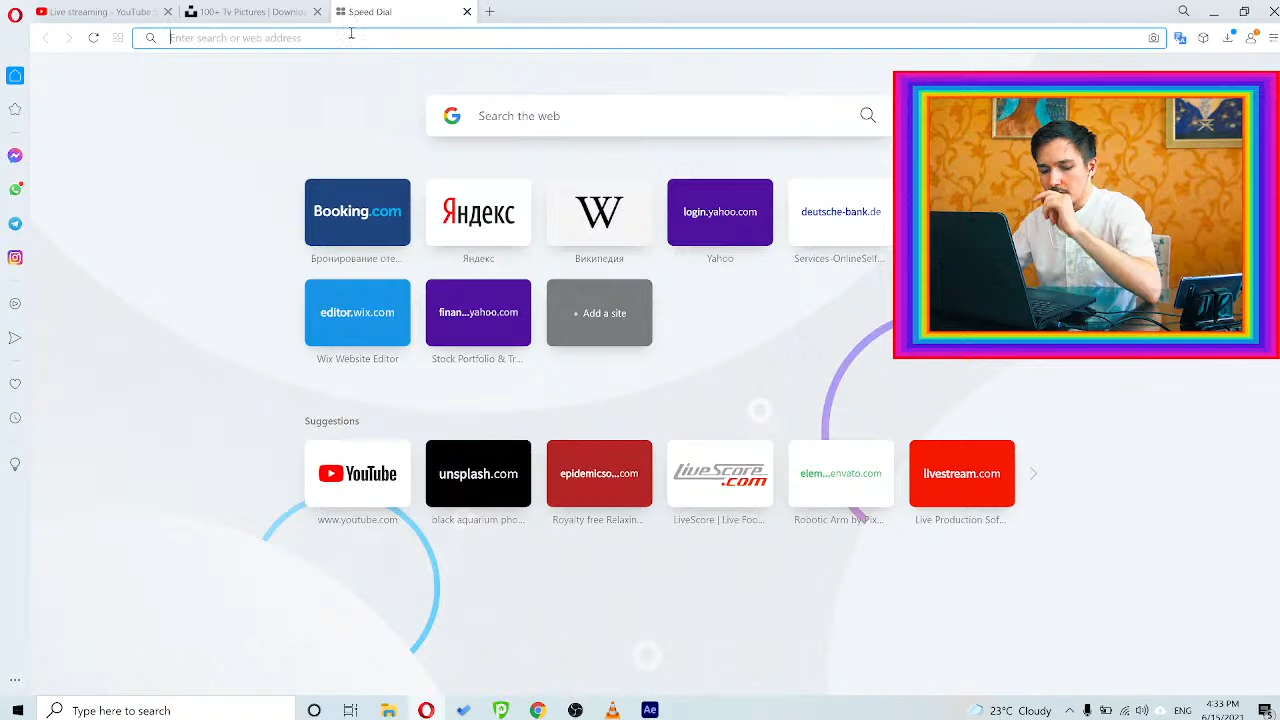 Live streaming - YouTube S
100+ Tv Pictures | Downloa
Speed Dial
Enter search or web address
Search the web
Booking.com
Яндекс
W
login.yahoo.com
deutsche-bank.de
Бронирование оте...
Яндекс
Википедия
Yahoo
Services-OnlineSelf...
editor.wix.com
finan...yahoo.com
+ Add a site
Wix Website Editor
Stock Portfolio & Tr...
Suggestions
YouTube
unsplash.com
epidemicso...com
LiveScore.com
elem...envato.com
livestream.com
www.youtube.com
black aquarium pho...
Royalty free Relaxin...
LiveScore | Live Foo...
Robotic Arm by Pix...
Live Production Sof...
Type here to search
Ae
23°C Cloudy
ENG
4:33 PM